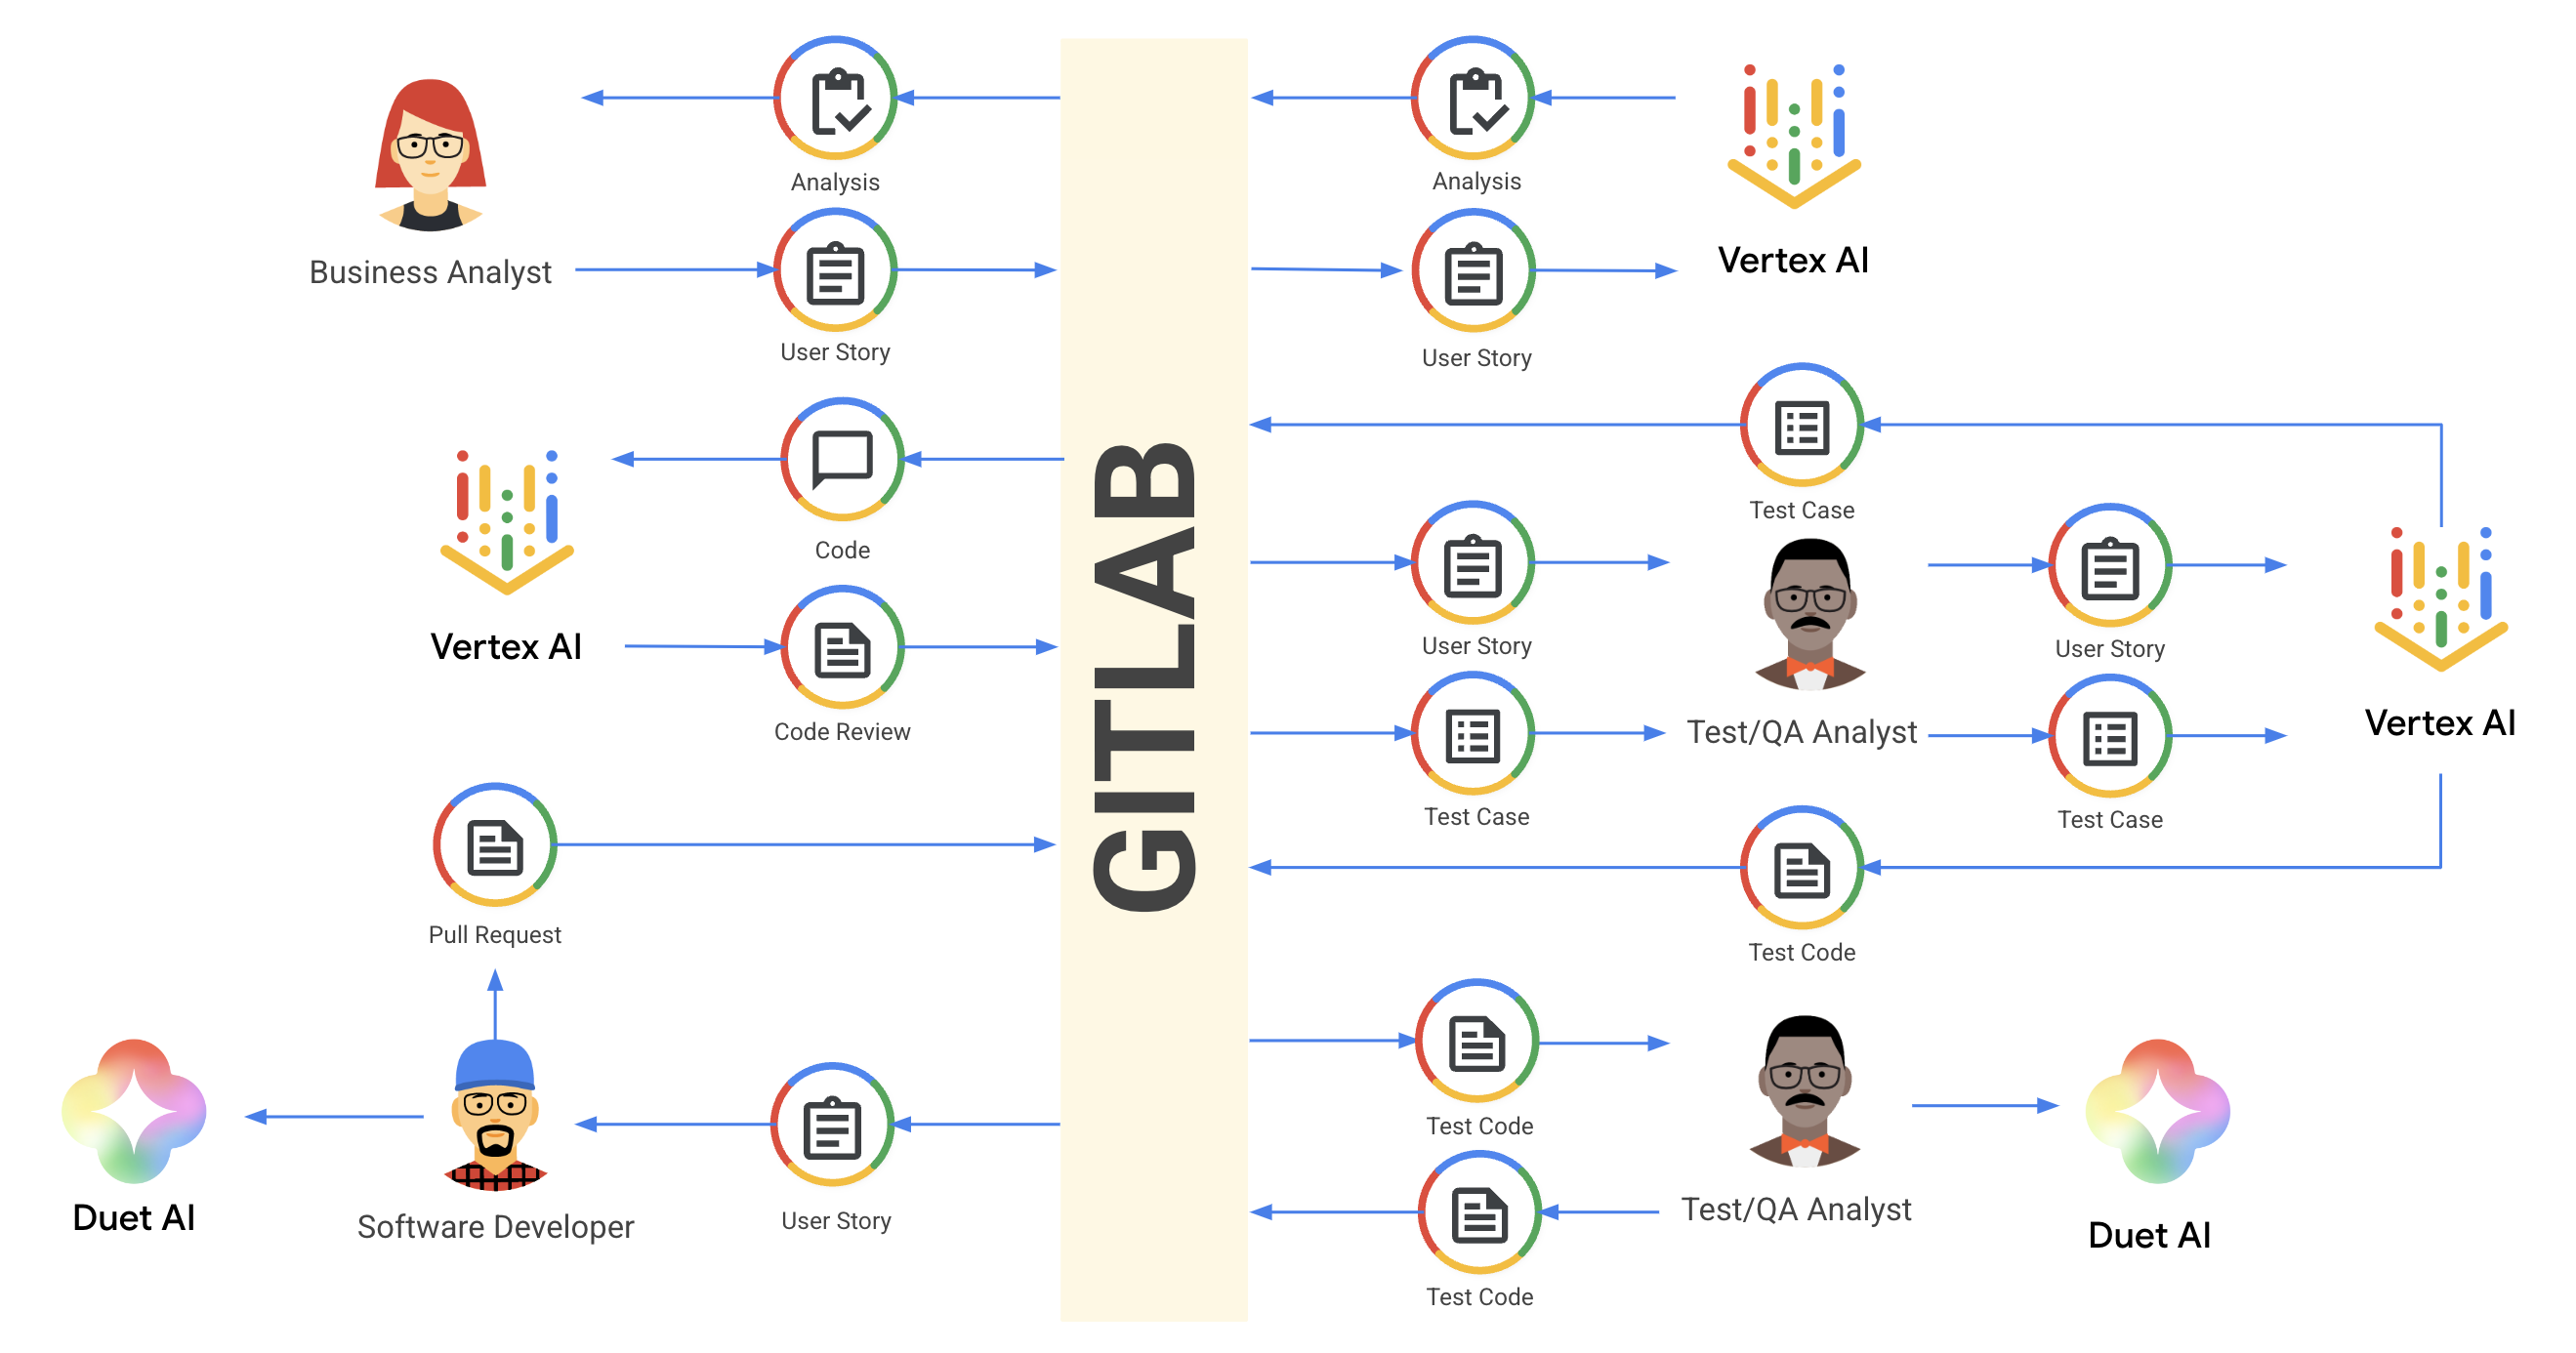 Analysis
Business Analyst
User Story
Code
Vertex AI
Code Review
Pull Request
Duet AI
Software Developer
User Story
GITLAB
Analysis
Vertex AI
User Story
Test Case
User Story
Test/QA Analyst
Test Case
User Story
Test Case
Vertex AI
Test Code
Test Code
Test/QA Analyst
Test Code
Duet AI